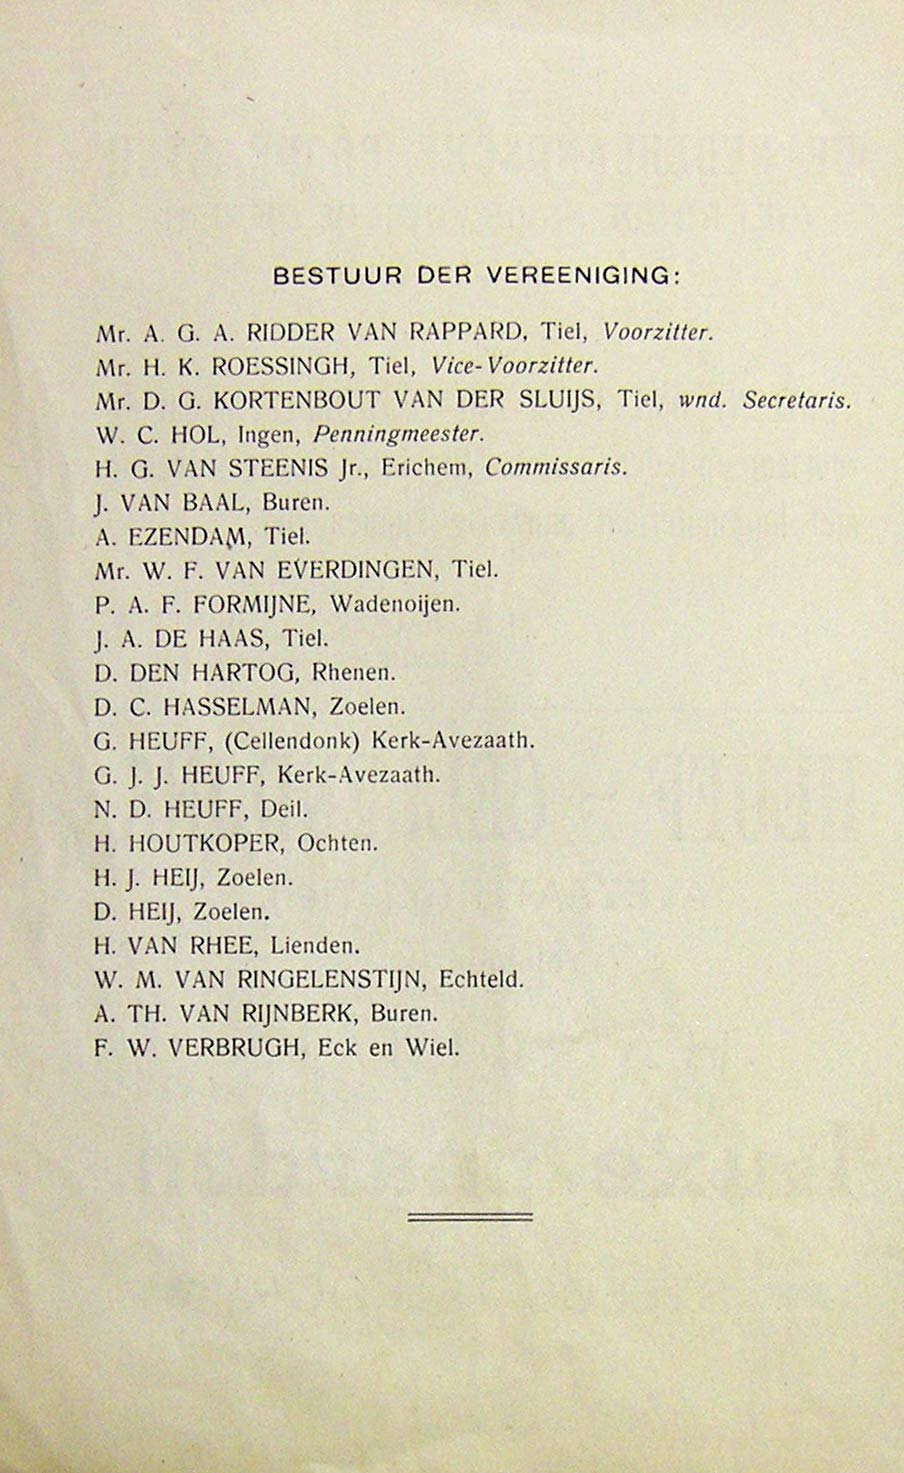 BESTUUR DER VEREENIGING:
Mr. A. G. A. RIDDER VAN RAPPARD, Tiel, Voorzitter.
Mr. H. K. ROESSINGH, Tiel, Vice-Voorzitter.
Mr. D. G. KORTENBOUT VAN DER SLUIJS, Tiel, wnd. Secretaris.
W. C. HOL, Ingen, Penningmeester.
H. G. VAN STEENIS Jr., Erichem, Commissaris.
J. VAN BAAL, Buren.
A. EZENDAM, Tiel.
Mr. W. F. VAN EVERDINGEN, Tiel.
P. A. F. FORMIJNE, Wadenoijen.
J. A. DE HAAS, Tiel.
D. DEN HARTOG, Rhenen.
D. C. HASSELMAN, Zoelen.
G. HEUFF, (Cellendonk) Kerk-Avezaath.
G. J. J. HEUFF, Kerk-Avezaath.
N. D. HEUFF, Deil.
H. HOUTKOPER, Ochten.
H. J. HEIJ, Zoelen.
D. HEIJ, Zoelen.
H. VAN RHEE, Lienden.
W. M. VAN RINGELENSTIJN, Echteld.
A. TH. VAN RIJNBERK, Buren.
F. W. VERBRUGH, Eck en Wiel.